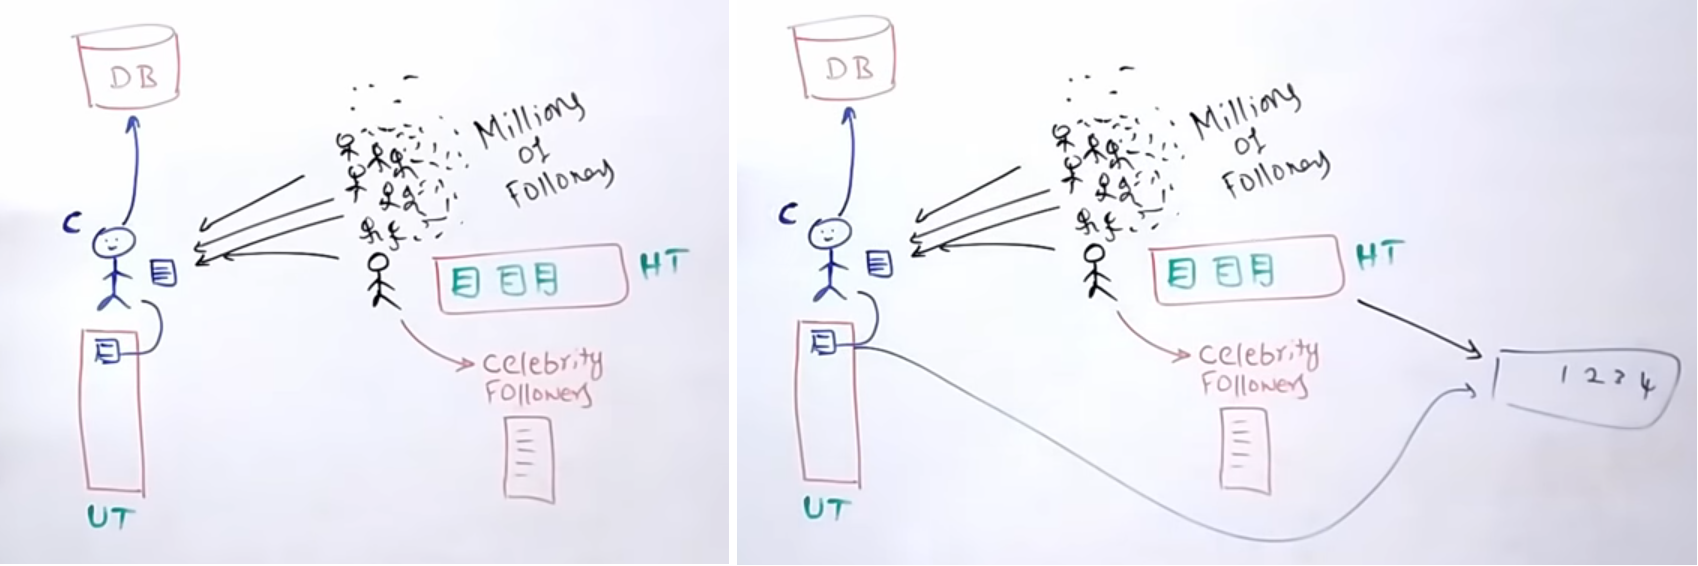 DB
Millions
of
Followers
C
HT
Celebrity
Followers
UT
DB
Millions
of
Followers
C
HT
1 2 3 4
Celebrity
Followers
UT